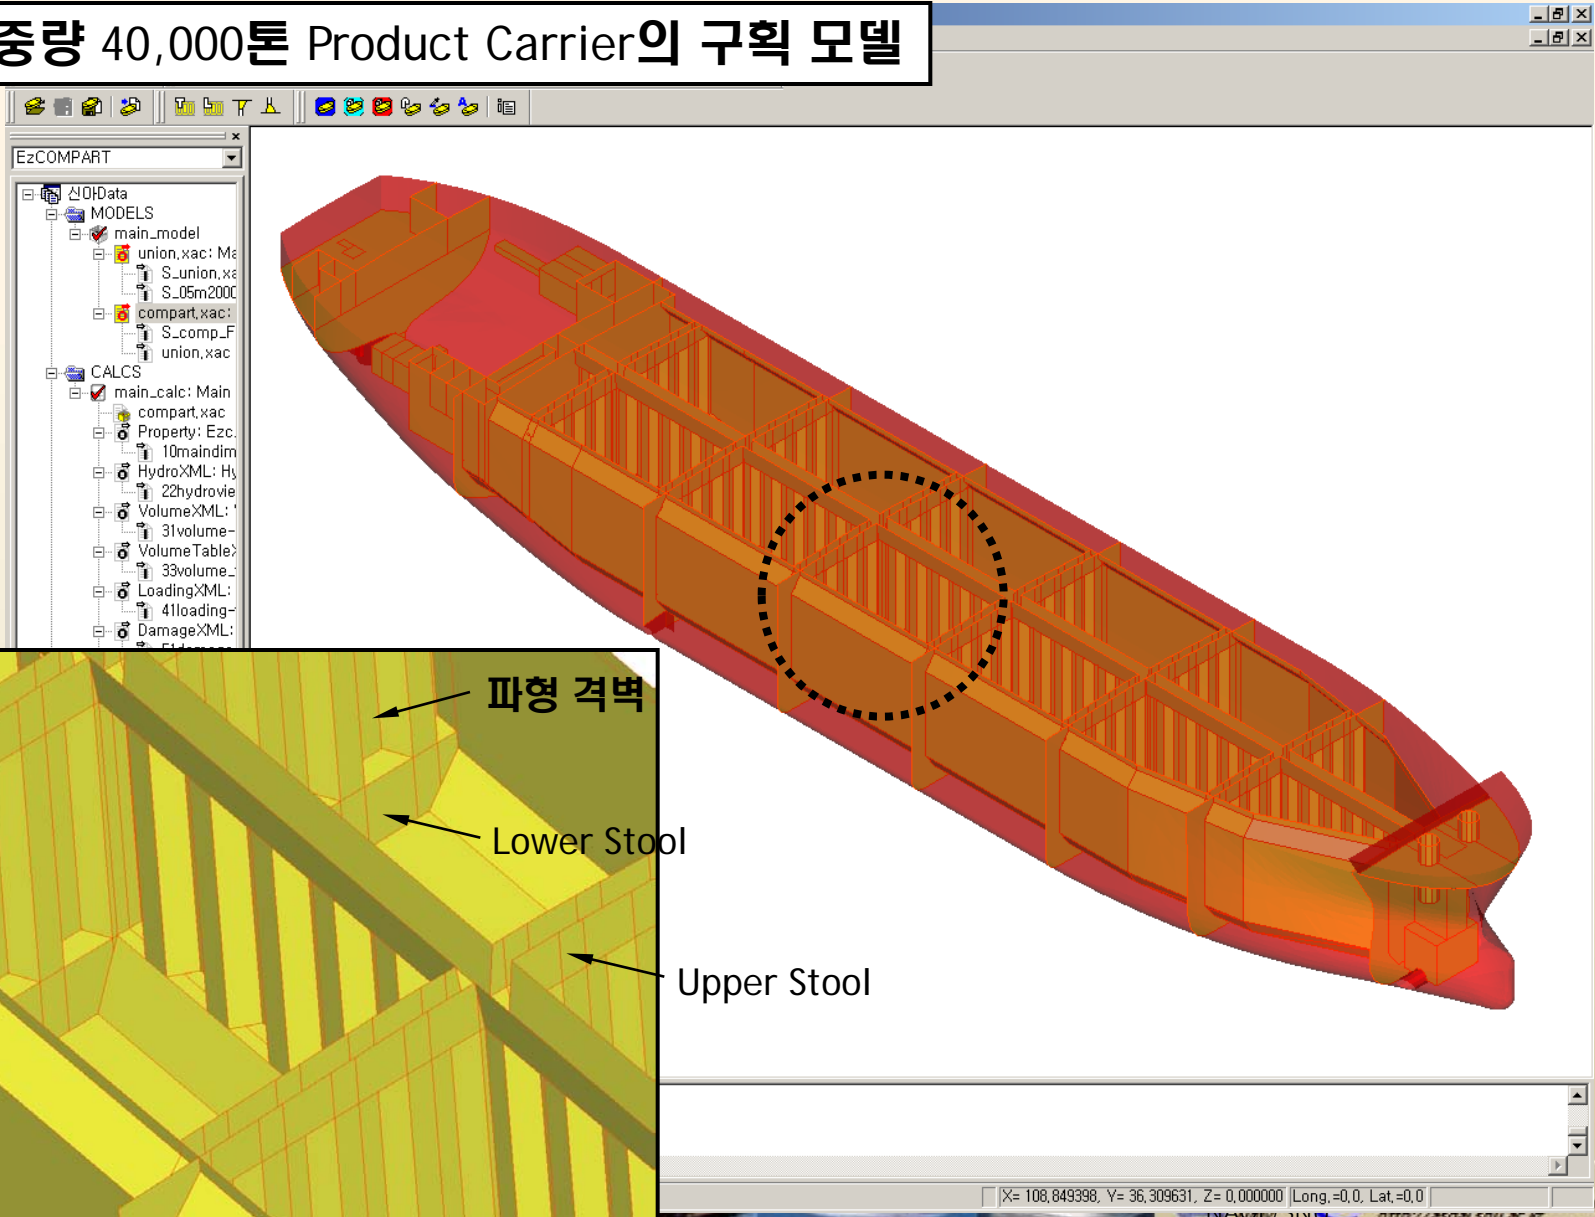 중량 40,000톤 Product Carrier의 구획 모델
EzCOMPART
신아Data
MODELS
main_model
union,xac: Ma
S_union,xa
S_05m2000
compart,xac:
S_comp_F
union,xac
CALCS
main_calc: Main
compart,xac
Property: Ezc.
10maindim
HydroXML: Hy
22hydrovie
VolumeXML:
31volume-
VolumeTableX
33volume_
LoadingXML:
41loading-
DamageXML:
파형 격벽
Lower Stool
Upper Stool
X= 108,849398, Y= 36,309631, Z= 0,000000 Long,=0,0, Lat,=0,0